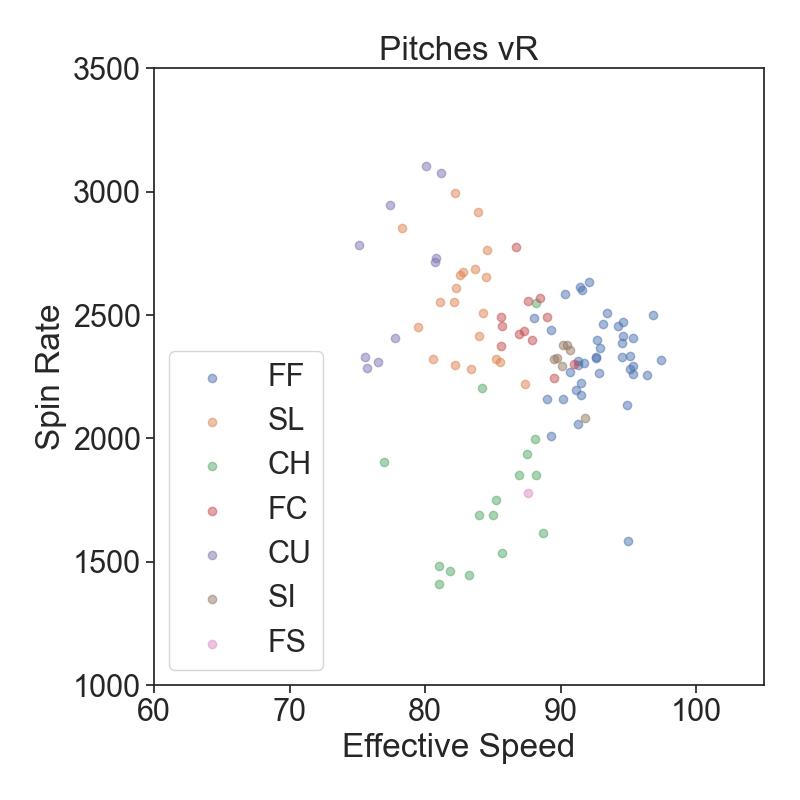 Pitches vR
3500
3000
2500
2000
1500
1000
Spin Rate
FF
SL
CH
FC
CU
SI
FS
60 70 80 90 100
Effective Speed